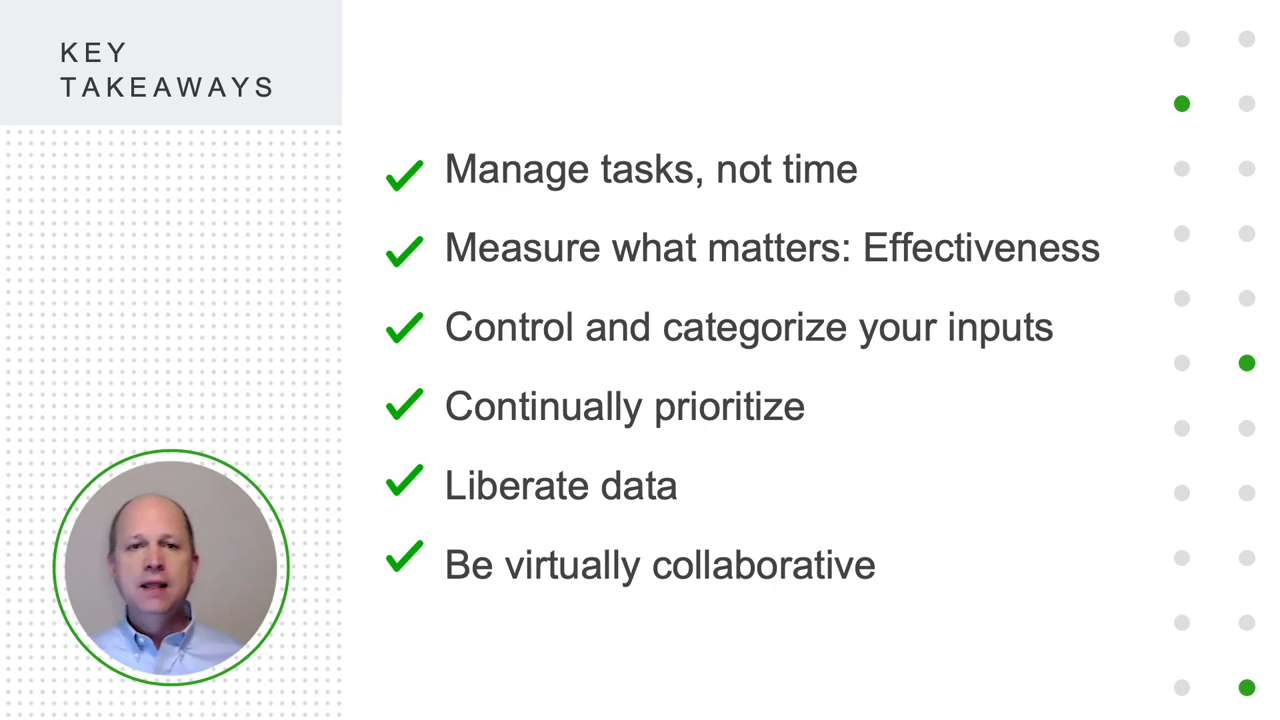 KEY
TAKEAWAYS
Manage tasks, not time
Measure what matters: Effectiveness
Control and categorize your inputs
Continually prioritize
Liberate data
Be virtually collaborative